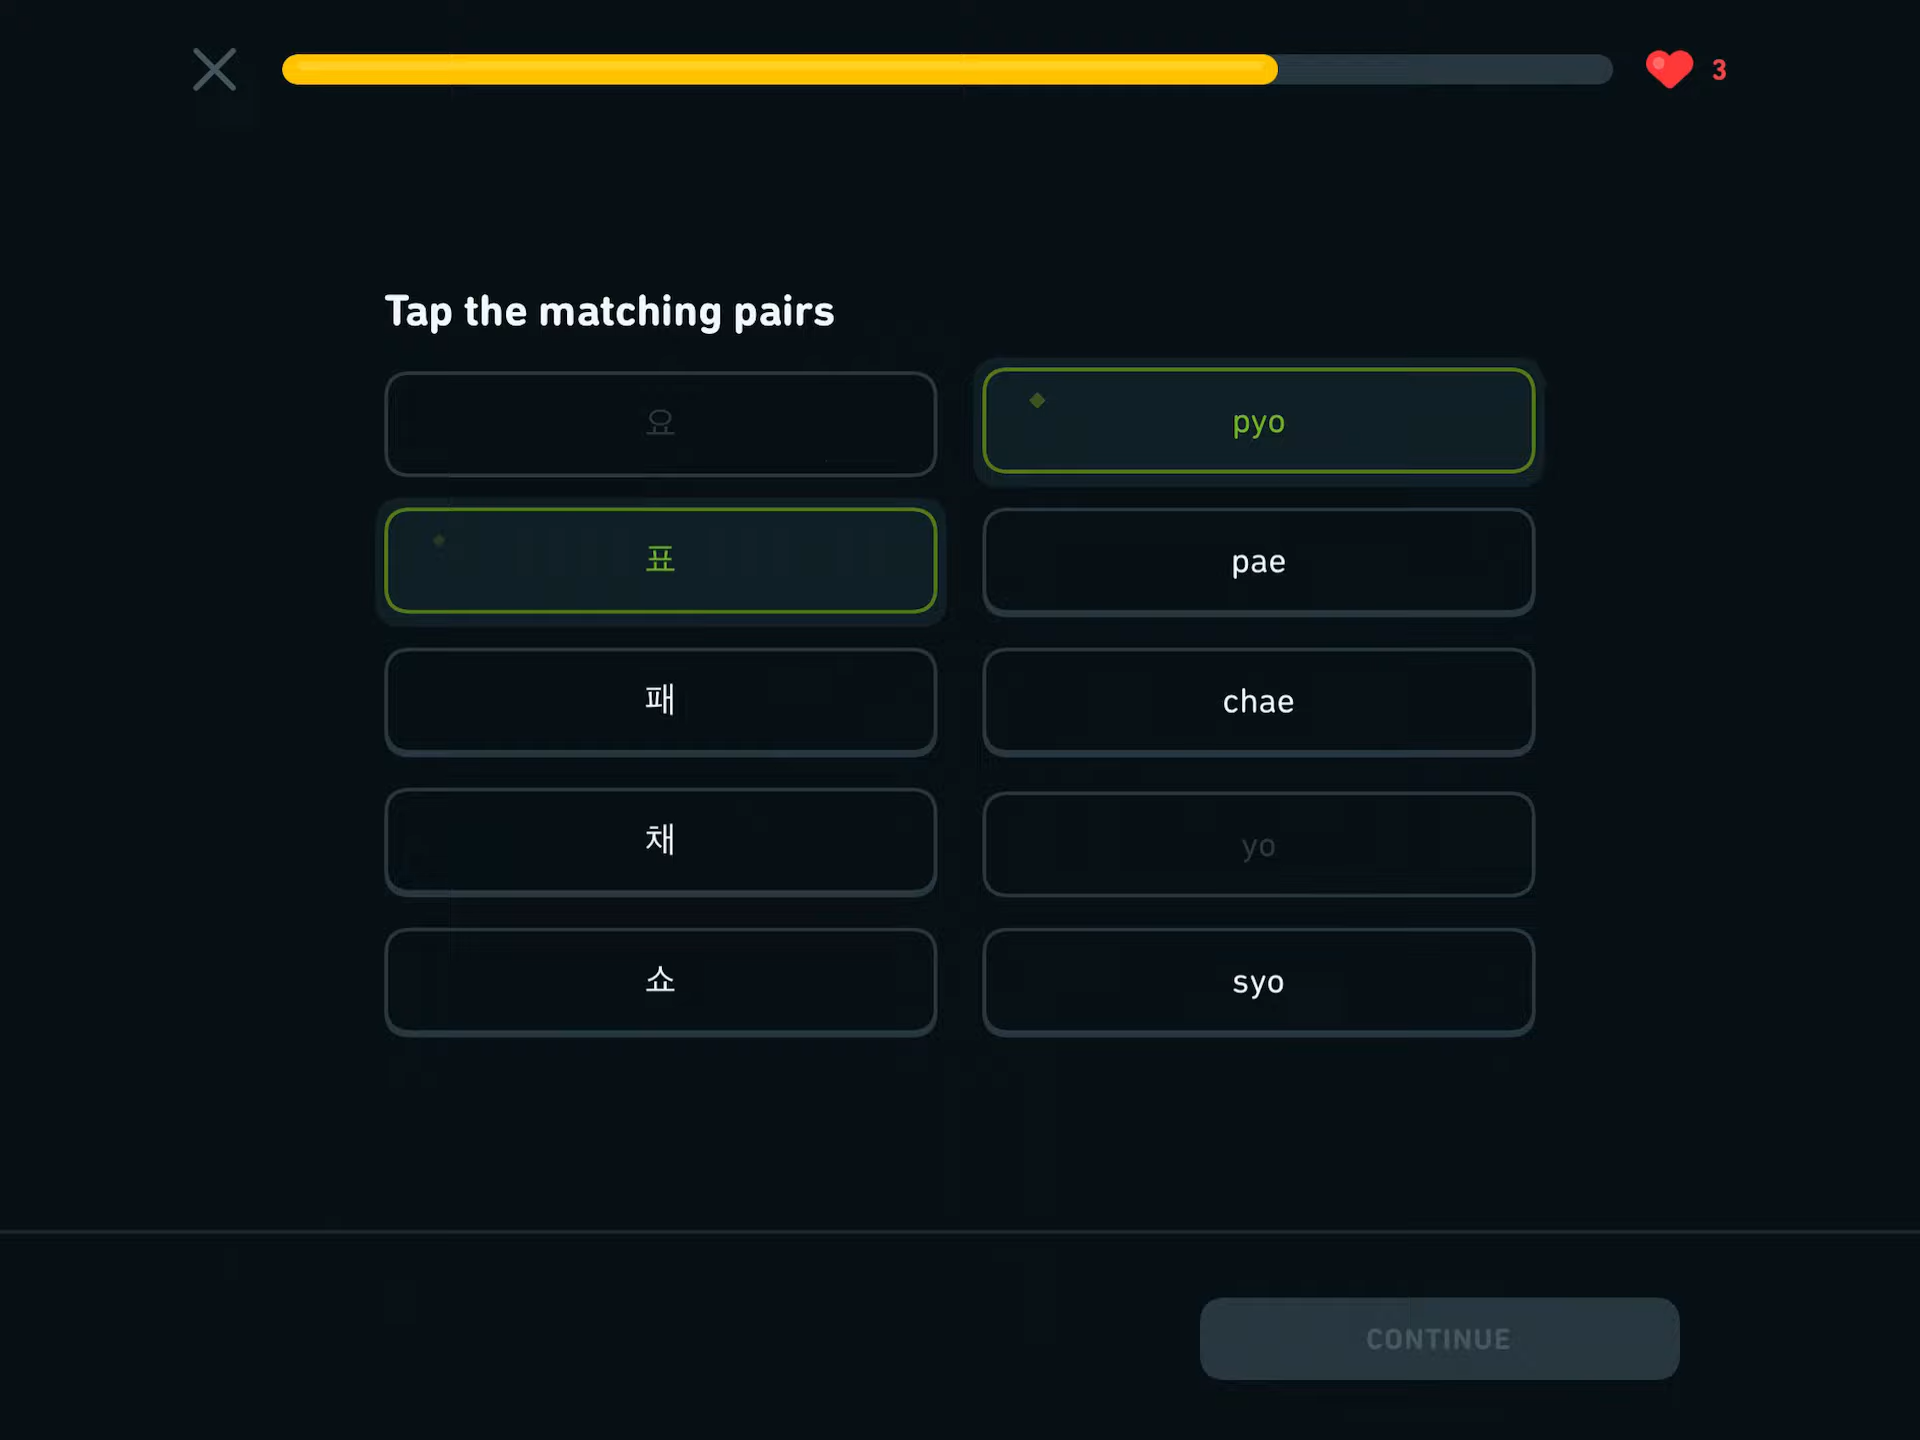 3
Tap the matching pairs
요
pyo
표
pae
패
chae
채
yo
쇼
syo
CONTINUE